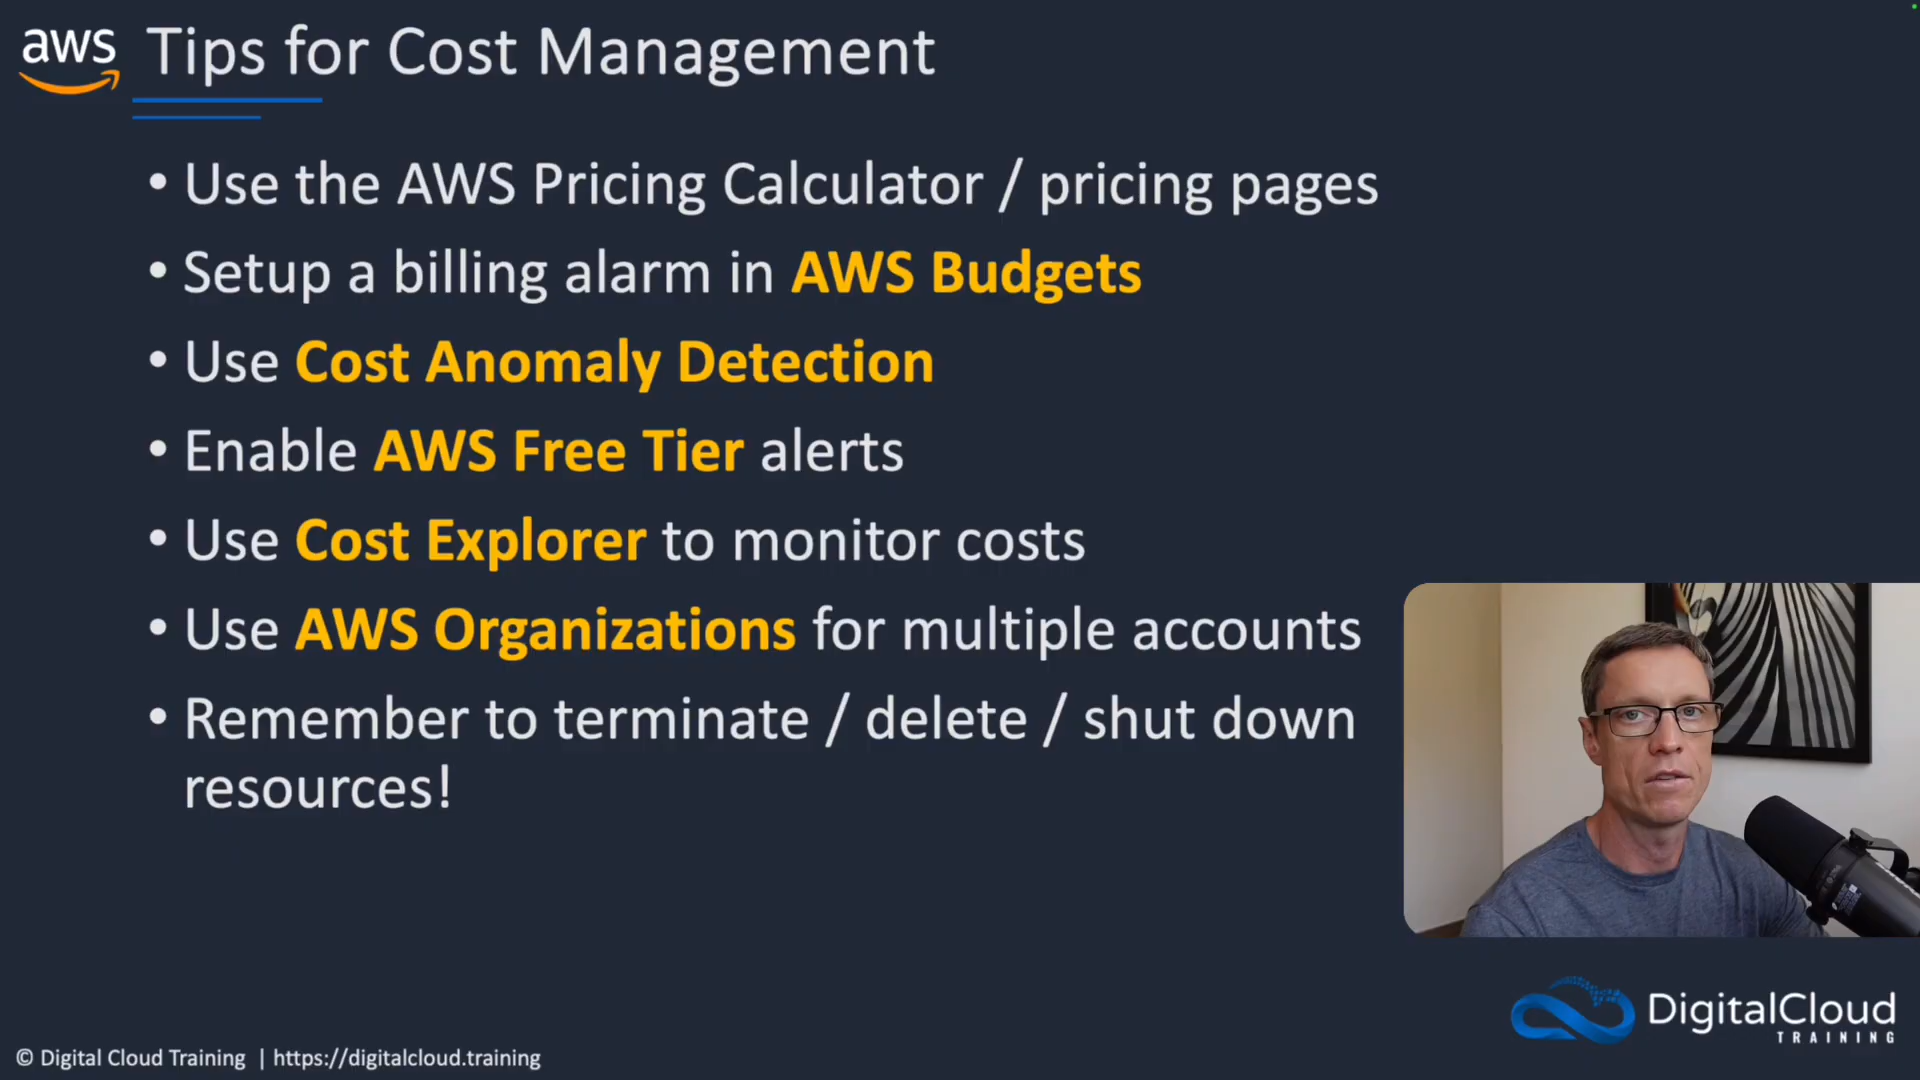 aws
Tips for Cost Management
• Use the AWS Pricing Calculator / pricing pages
• Setup a billing alarm in AWS Budgets
• Use Cost Anomaly Detection
• Enable AWS Free Tier alerts
• Use Cost Explorer to monitor costs
• Use AWS Organizations for multiple accounts
• Remember to terminate / delete / shut down
resources!
DigitalCloud
TRAINING
© Digital Cloud Training | https://digitalcloud.training